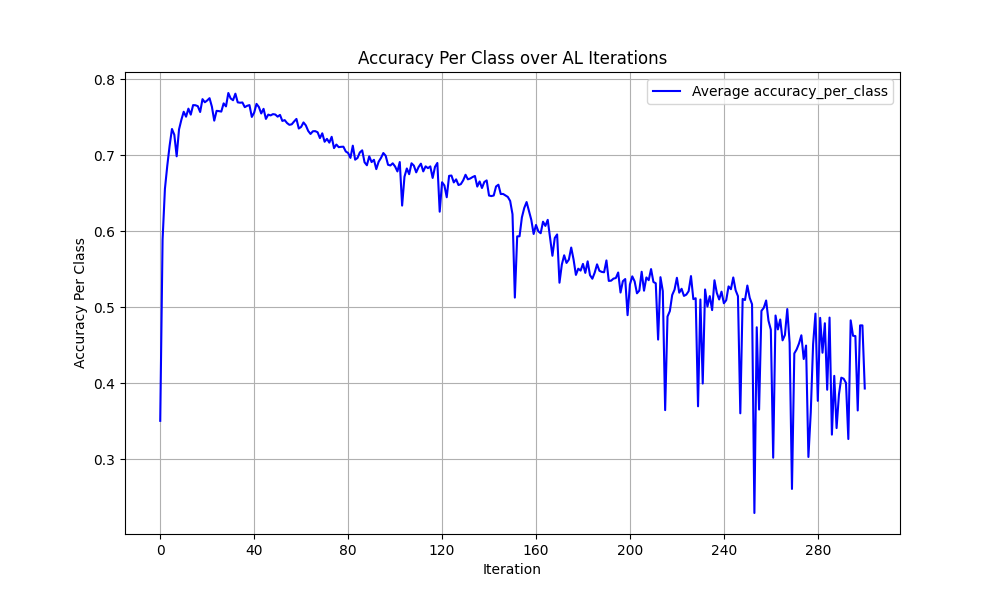 Accuracy Per Class over AL Iterations
Average accuracy_per_class
Accuracy Per Class
0.8
0.7
0.6
0.5
0.4
0.3
0 40 80 120 160 200 240 280
Iteration